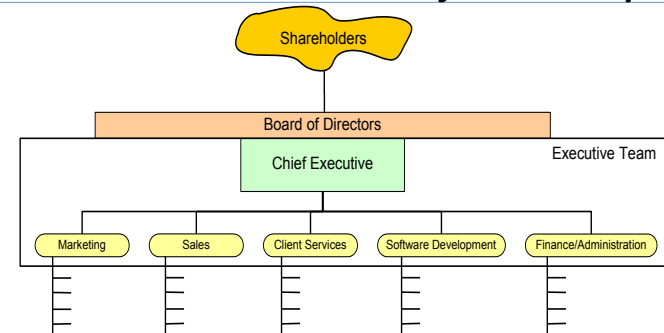 Shareholders
Board of Directors
Executive Team
Chief Executive
Marketing
Sales
Client Services
Software Development
Finance/Administration